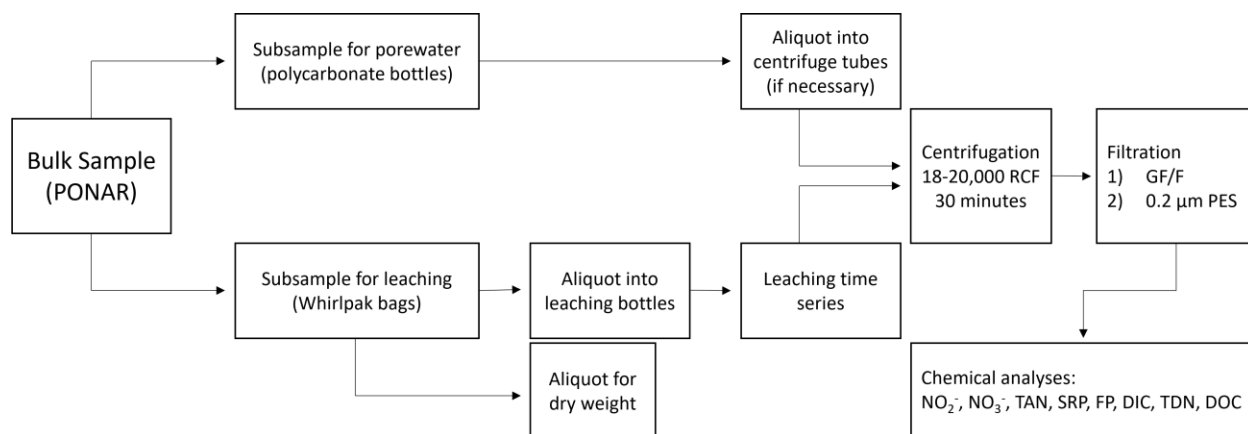 Subsample for porewater
(polycarbonate bottles)
Aliquot into
centrifuge tubes
(if necessary)
Bulk Sample
(PONAR)
Centrifugation
18-20,000 RCF
30 minutes
Filtration
1) GF/F
2) 0.2 µm PES
Subsample for leaching
(Whirlpak bags)
Aliquot into
leaching bottles
Leaching time
series
Aliquot for
dry weight
Chemical analyses:
NO₂⁻, NO₃⁻, TAN, SRP, FP, DIC, TDN, DOC